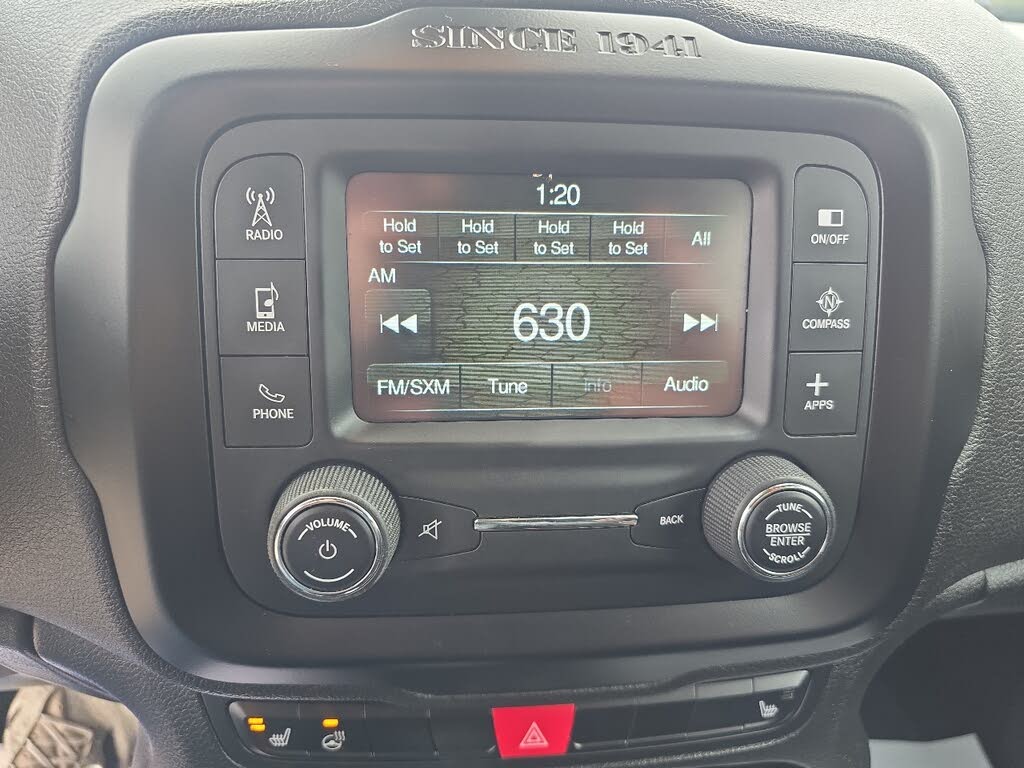 SINCE 1941
1:20
Hold to Set
Hold to Set
Hold to Set
Hold to Set
All
AM
630
FM/SXM
Tune
Info
Audio
RADIO
MEDIA
PHONE
ON/OFF
N
COMPASS
APPS
VOLUME
BACK
TUNE
BROWSE
ENTER
SCROLL